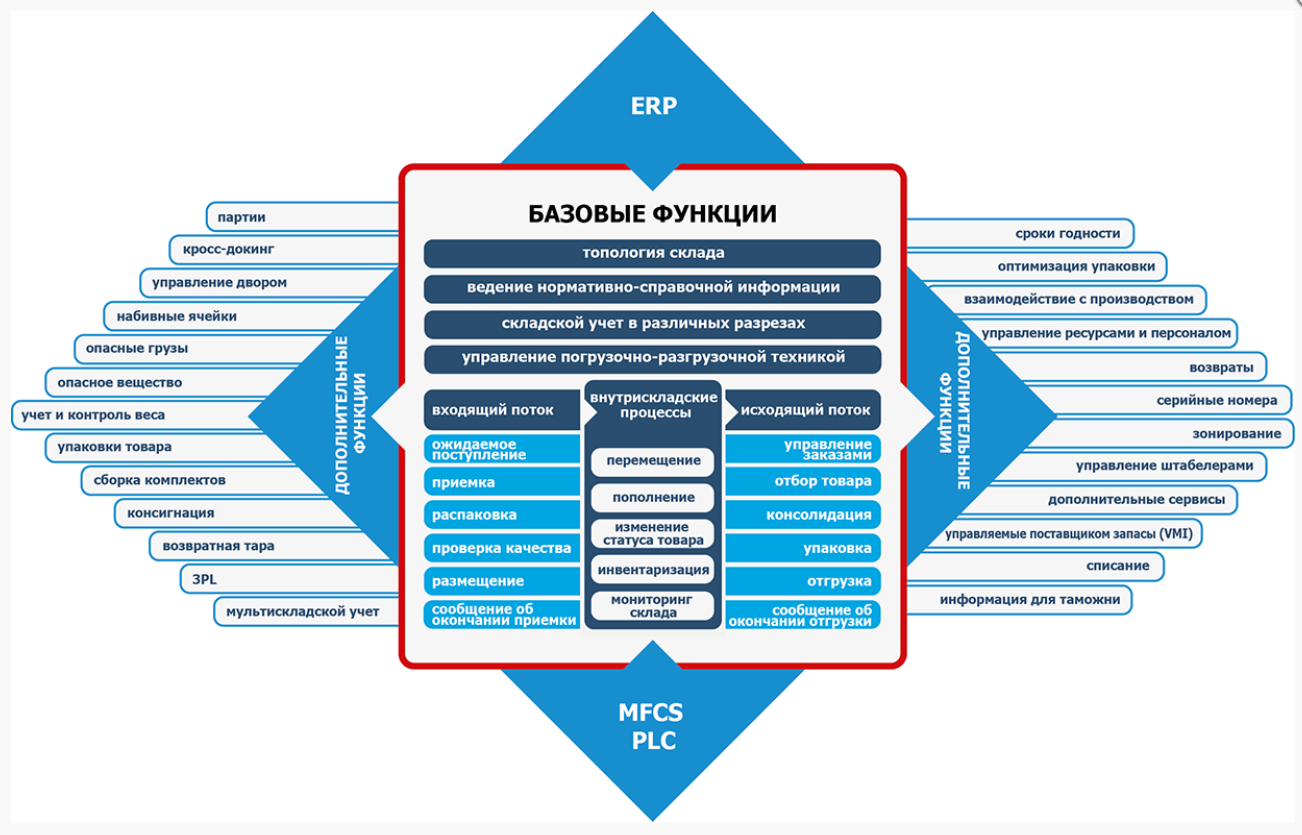 ERP
БАЗОВЫЕ ФУНКЦИИ
топология склада
ведение нормативно-справочной информации
складской учет в различных разрезах
управление погрузочно-разгрузочной техникой
входящий поток
ожидаемое
поступление
приемка
распаковка
проверка качества
размещение
сообщение об
окончании приемки
внутрискладские
процессы
перемещение
пополнение
изменение
статуса товара
инвентаризация
мониторинг
склада
исходящий поток
управление
заказами
отбор товара
консолидация
упаковка
отгрузка
сообщение об
окончании отгрузки
ДОПОЛНИТЕЛЬНЫЕ
ФУНКЦИИ
партии
кросс-докинг
управление двором
набивные ячейки
опасные грузы
опасное вещество
учет и контроль веса
упаковки товара
сборка комплектов
консигнация
возвратная тара
3PL
мультискладской учет
ДОПОЛНИТЕЛЬНЫЕ
ФУНКЦИИ
сроки годности
оптимизация упаковки
взаимодействие с производством
управление ресурсами и персоналом
возвраты
серийные номера
зонирование
управление штабелерами
дополнительные сервисы
управляемые поставщиком запасы (VMI)
списание
информация для таможни
MFCS
PLC